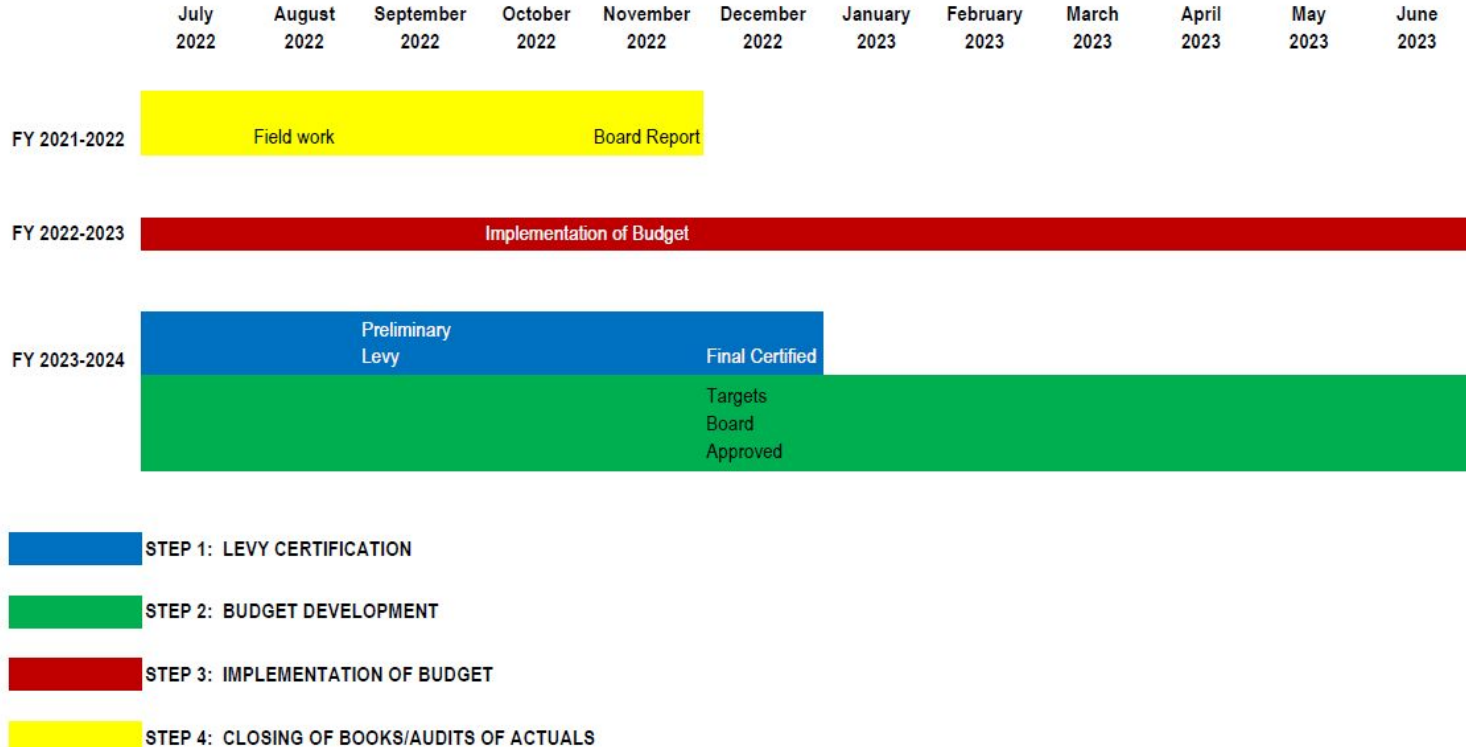 July August September October November December January February March April May June
2022 2022 2022 2022 2022 2022 2023 2023 2023 2023 2023 2023
FY 2021-2022 Field work Board Report
FY 2022-2023 Implementation of Budget
Preliminary
FY 2023-2024 Levy Final Certified
Targets
Board
Approved
STEP 1: LEVY CERTIFICATION
STEP 2: BUDGET DEVELOPMENT
STEP 3: IMPLEMENTATION OF BUDGET
STEP 4: CLOSING OF BOOKS/AUDITS OF ACTUALS